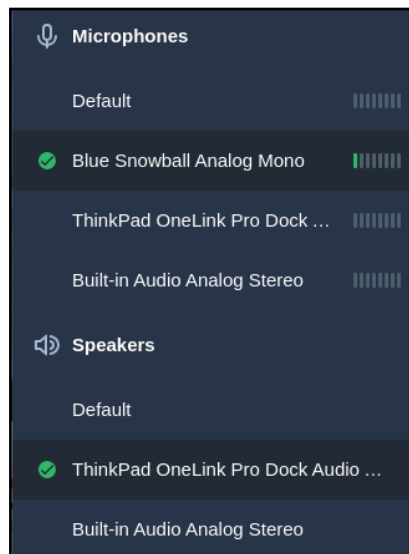 Microphones
Default
Blue Snowball Analog Mono
ThinkPad OneLink Pro Dock ...
Built-in Audio Analog Stereo
Speakers
Default
ThinkPad OneLink Pro Dock Audio ...
Built-in Audio Analog Stereo